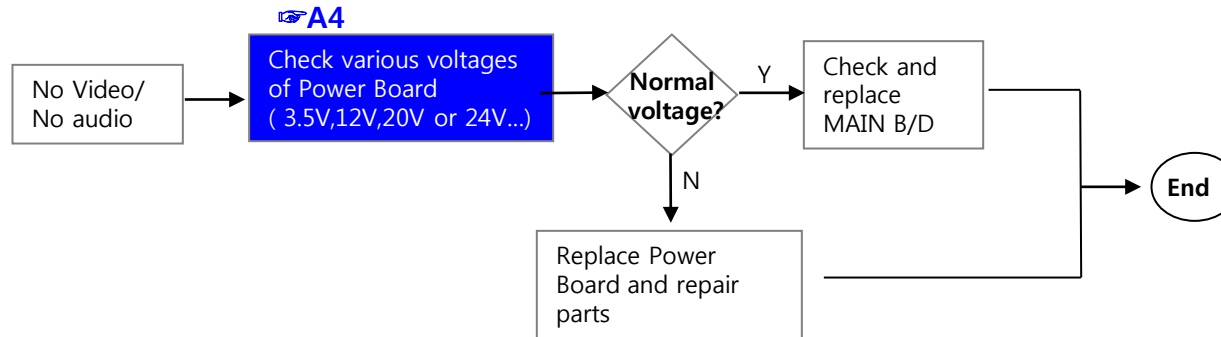 ☞A4
No Video/
No audio
Check various voltages
of Power Board
( 3.5V,12V,20V or 24V...)
Normal
voltage?
Y
Check and
replace
MAIN B/D
N
Replace Power
Board and repair
parts
End